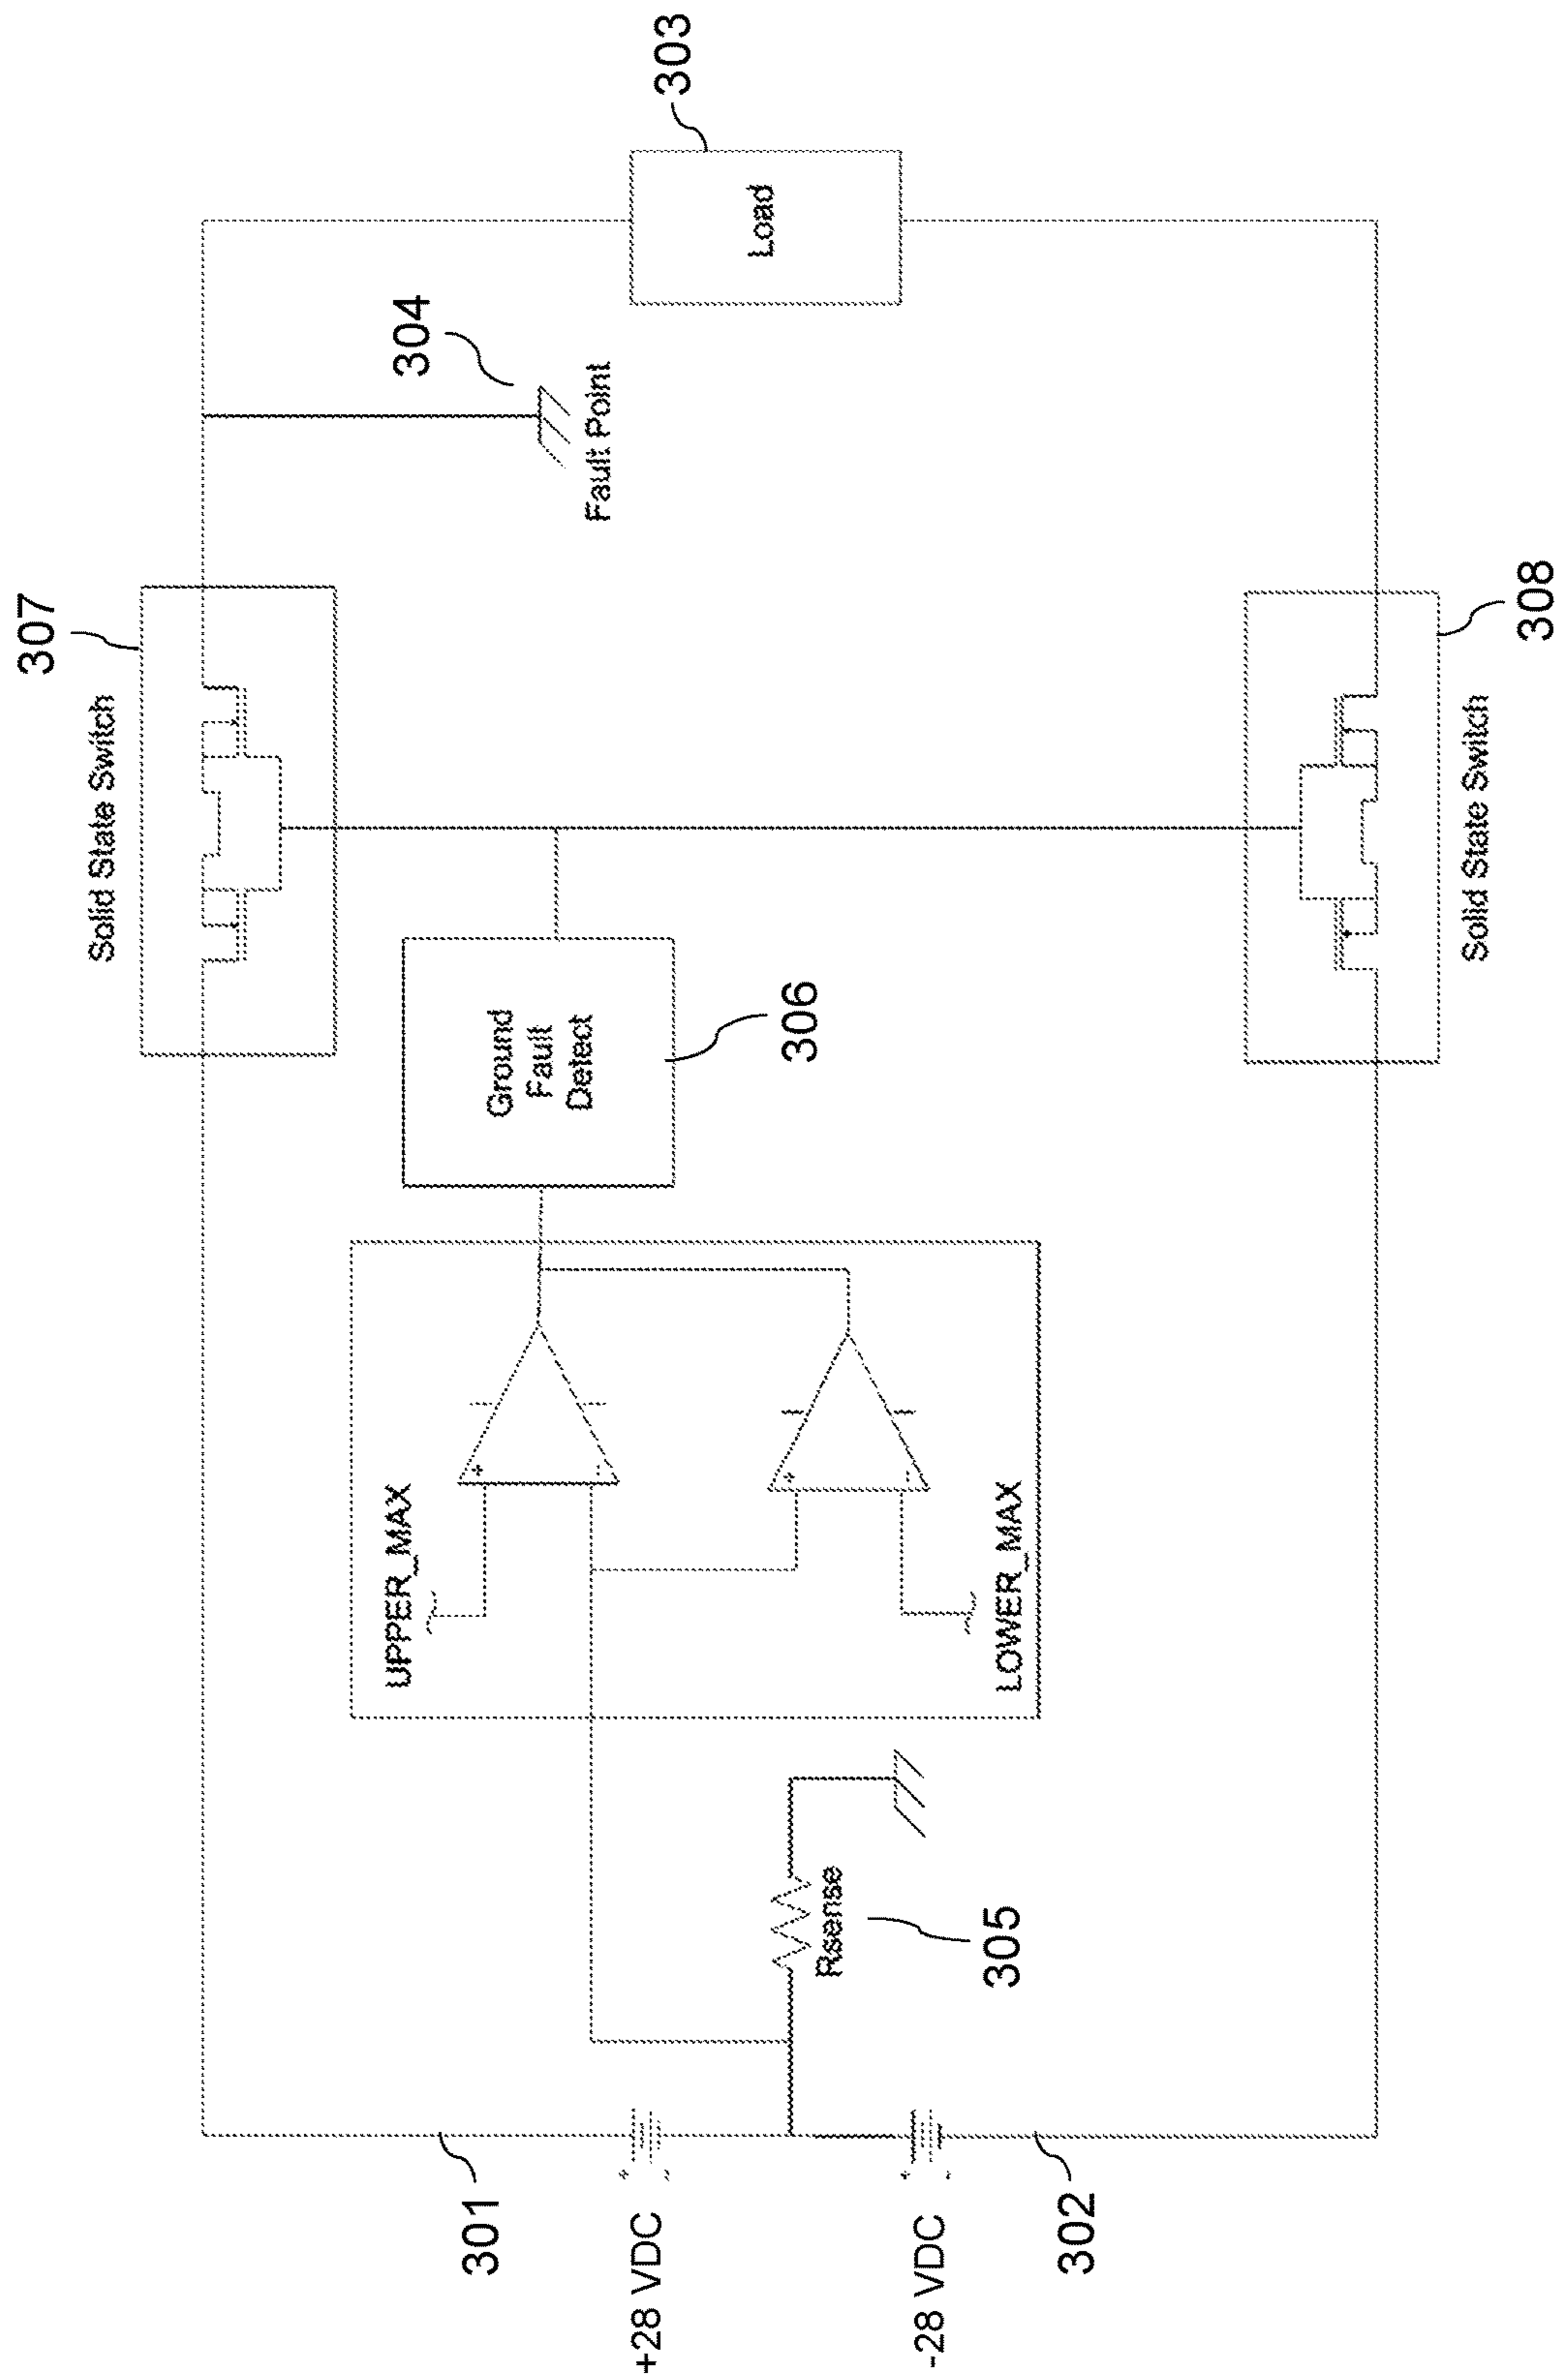 307
Solid State Switch
303
304
Fault Point
Load
301
+28 VDC
+
-
-28 VDC
+
-
302
Rsense
305
UPPER_MAX
+
-
+
-
LOWER_MAX
Ground
Fault
Detect
306
Solid State Switch
308